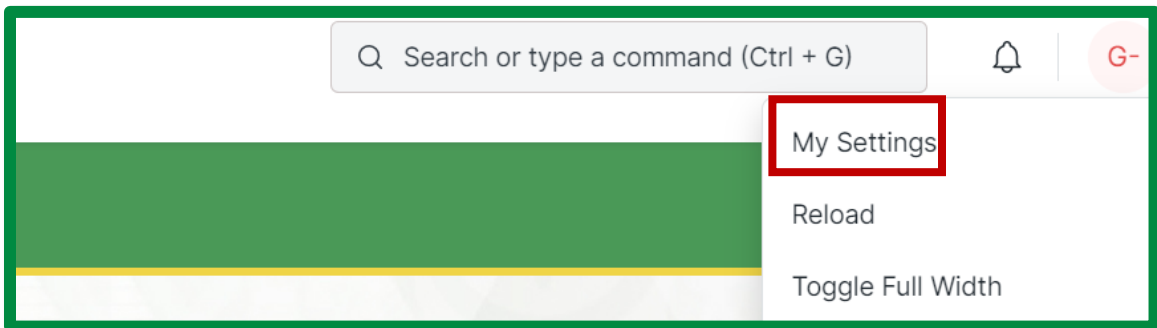 Search or type a command (Ctrl + G)
G-
My Settings
Reload
Toggle Full Width